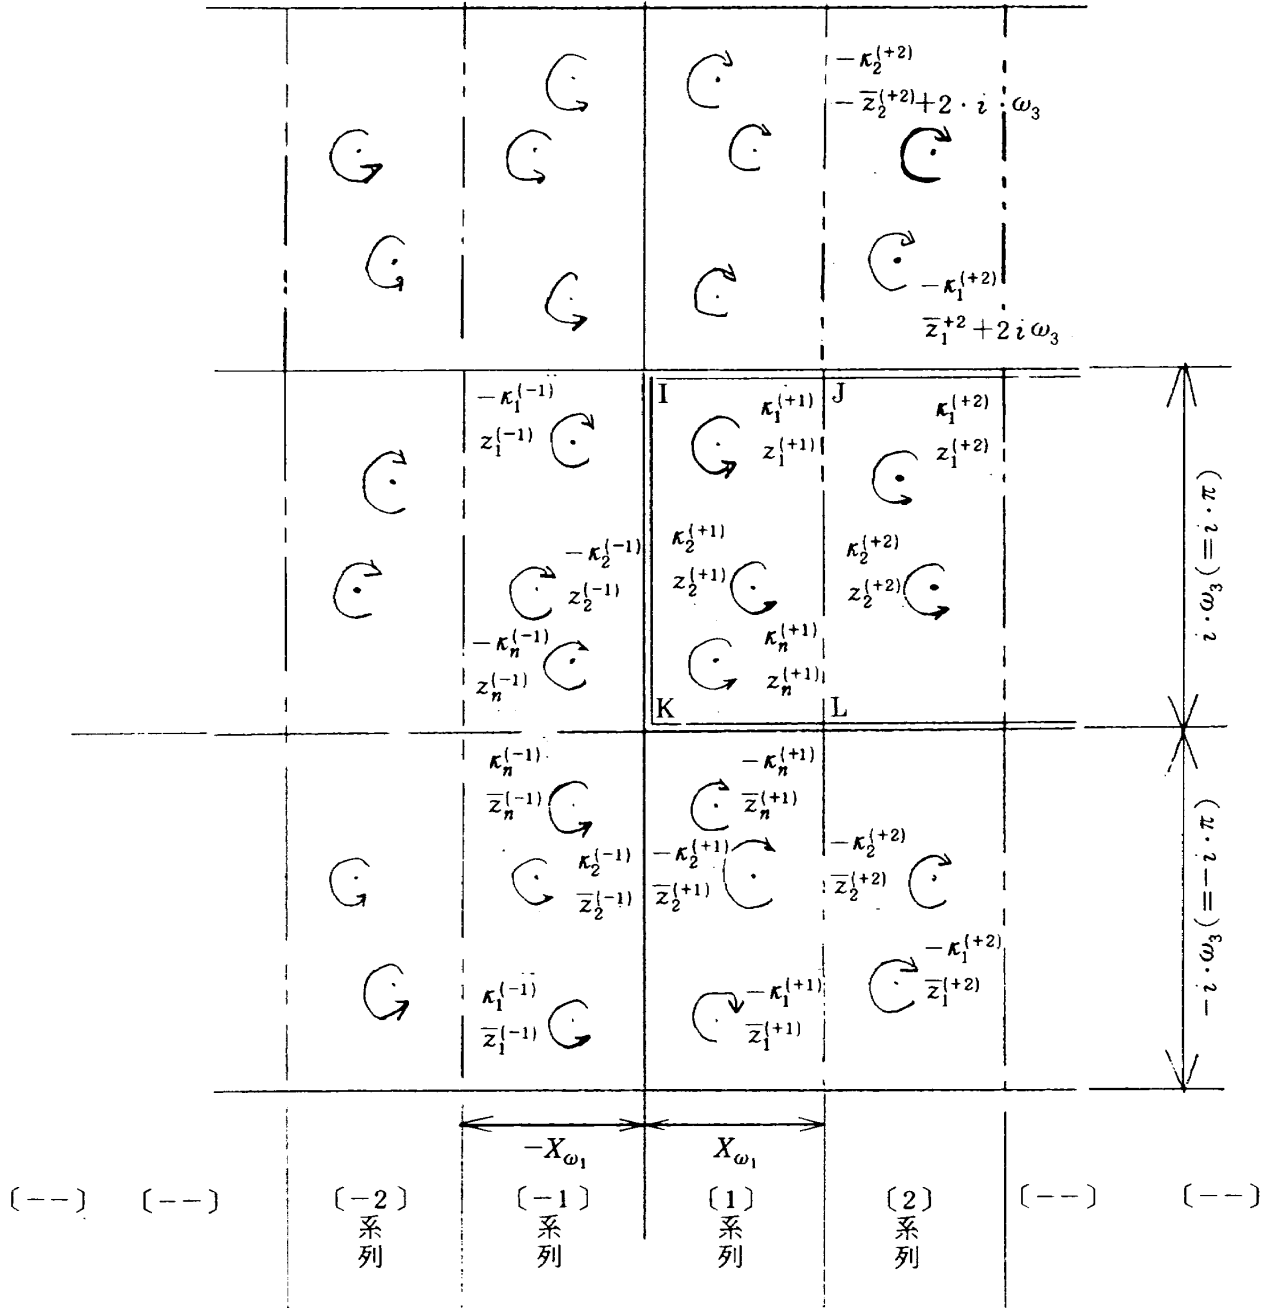 −κ₂⁽⁺²⁾
−z̅₂⁽⁺²⁾+2・i・ω₃
−κ₁⁽⁺²⁾
z̅₁⁺²+2iω₃
−κ₁⁽⁻¹⁾
z₁⁽⁻¹⁾
I
κ₁⁽⁺¹⁾
z₁⁽⁺¹⁾
J
κ₁⁽⁺²⁾
z₁⁽⁺²⁾
−κ₂⁽⁻¹⁾
z₂⁽⁻¹⁾
κ₂⁽⁺¹⁾
z₂⁽⁺¹⁾
κ₂⁽⁺²⁾
z₂⁽⁺²⁾
−κₙ⁽⁻¹⁾
zₙ⁽⁻¹⁾
κₙ⁽⁺¹⁾
zₙ⁽⁺¹⁾
K
L
i・ω₃(=i・π)
κₙ⁽⁻¹⁾
z̅ₙ⁽⁻¹⁾
−κₙ⁽⁺¹⁾
z̅ₙ⁽⁺¹⁾
κ₂⁽⁻¹⁾
z̅₂⁽⁻¹⁾
−κ₂⁽⁺¹⁾
z̅₂⁽⁺¹⁾
−κ₂⁽⁺²⁾
z̅₂⁽⁺²⁾
κ₁⁽⁻¹⁾
z̅₁⁽⁻¹⁾
−κ₁⁽⁺¹⁾
z̅₁⁽⁺¹⁾
−κ₁⁽⁺²⁾
z̅₁⁽⁺²⁾
−i・ω₃(=−i・π)
−X_ω₁
X_ω₁
〔−−〕 〔−−〕 〔−2〕系列 〔−1〕系列 〔1〕系列 〔2〕系列 〔−−〕 〔−−〕